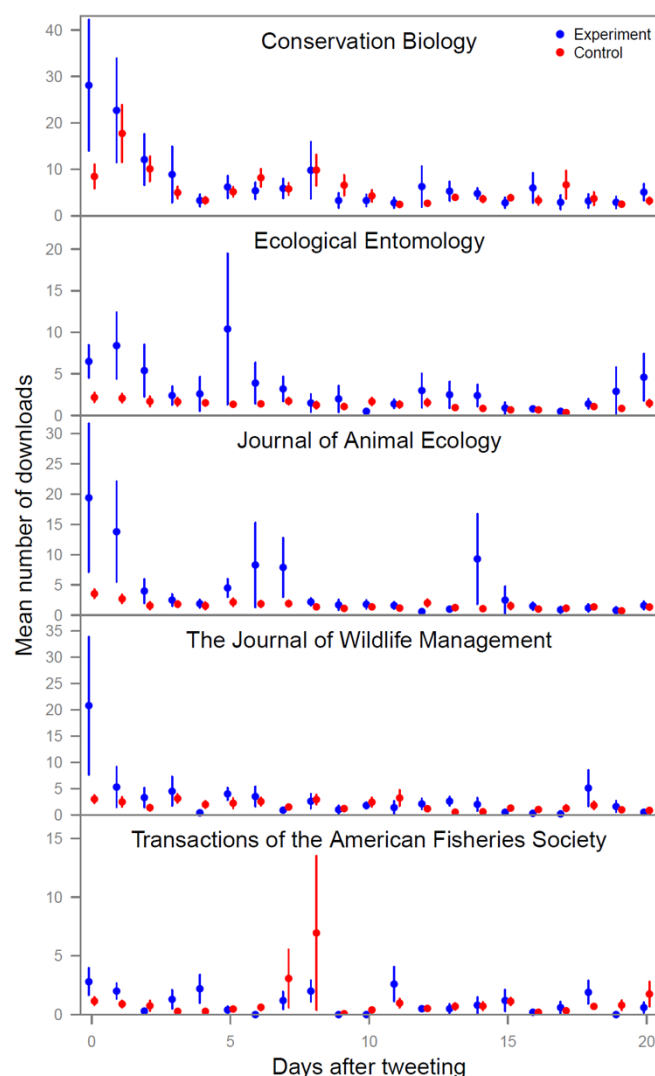 Conservation Biology
Experiment
Control
40
30
20
10
0
Ecological Entomology
20
15
10
5
0
Journal of Animal Ecology
30
25
20
15
10
5
0
The Journal of Wildlife Management
35
30
25
20
15
10
5
0
Transactions of the American Fisheries Society
15
10
5
0
Mean number of downloads
0 5 10 15 20
Days after tweeting